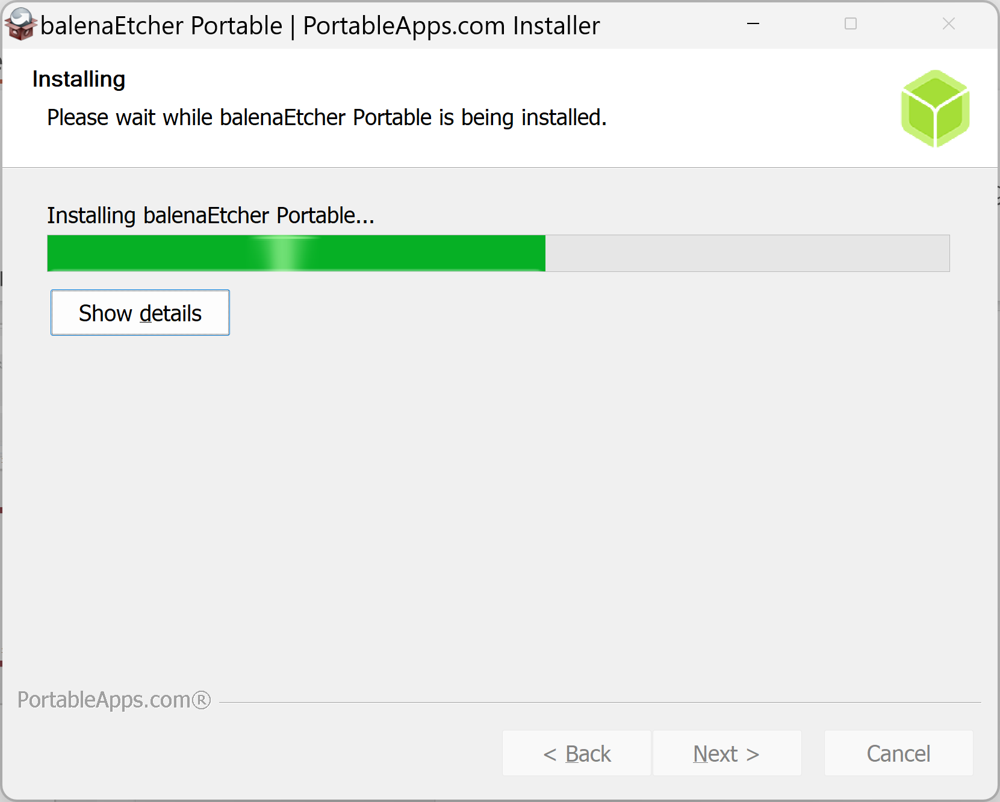 balenaEtcher Portable | PortableApps.com Installer
Installing
Please wait while balenaEtcher Portable is being installed.
Installing balenaEtcher Portable...
Show details
PortableApps.com®
< Back
Next >
Cancel